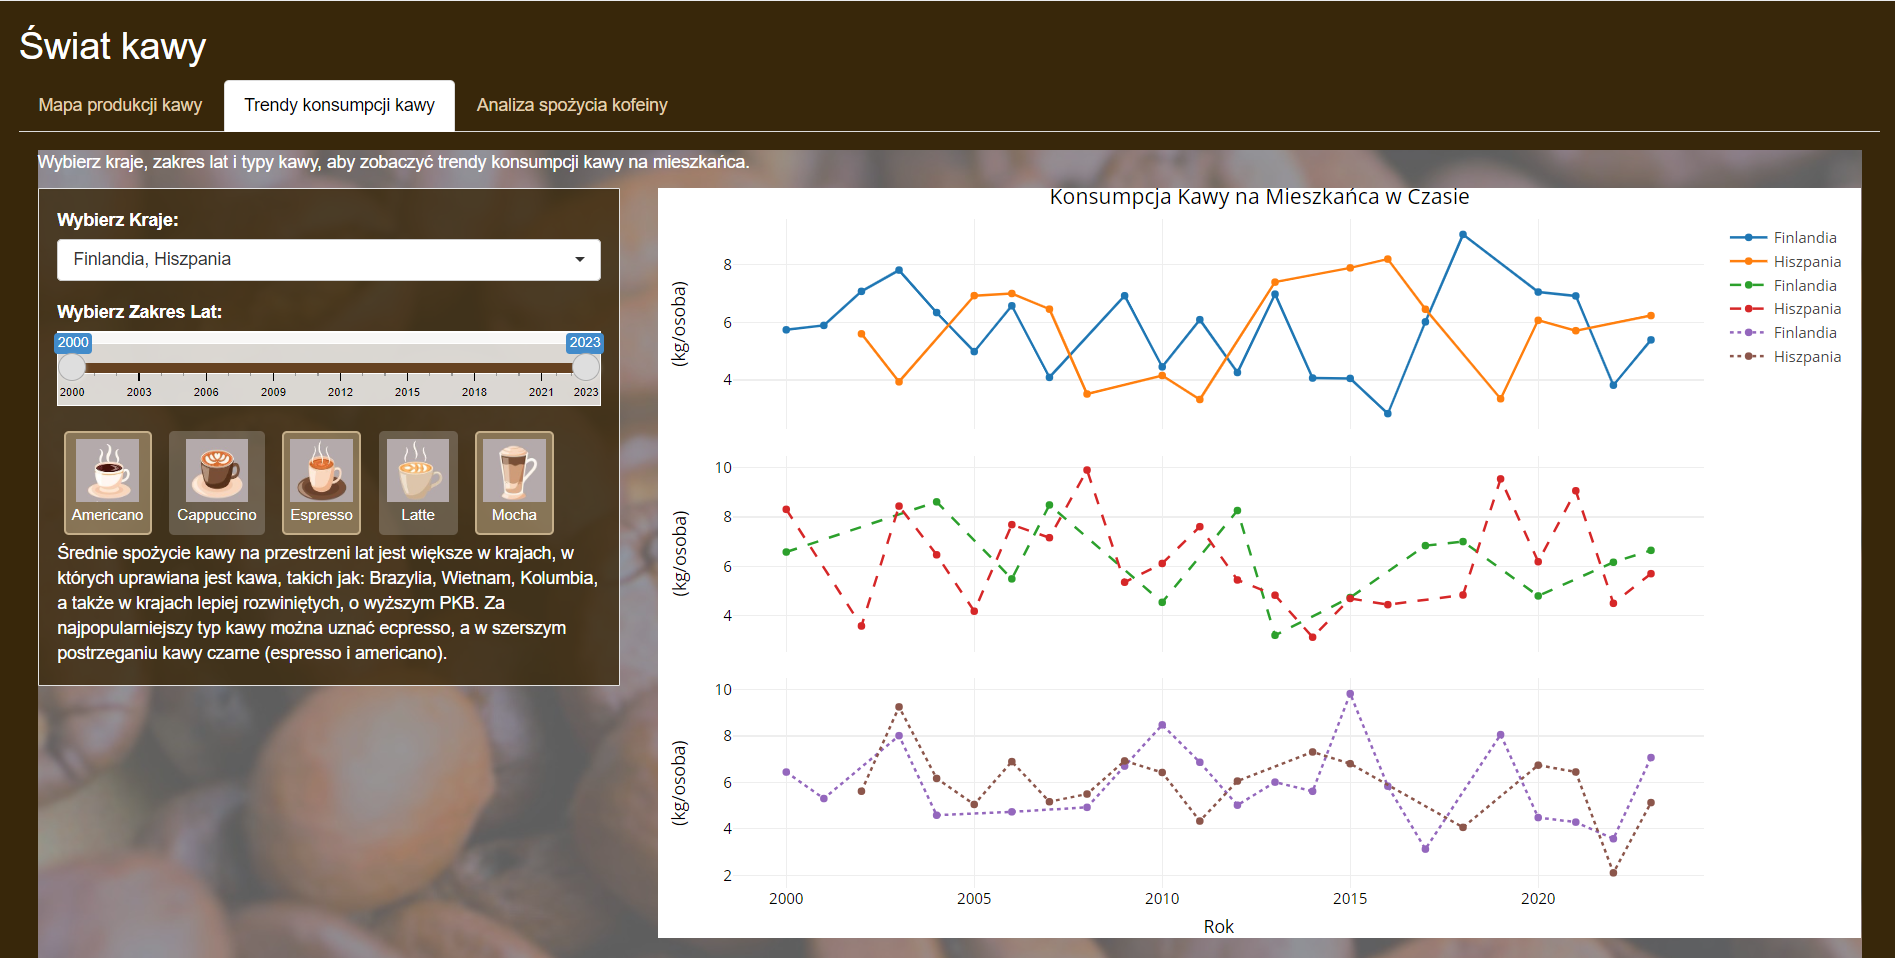 Świat kawy
Mapa produkcji kawy
Trendy konsumpcji kawy
Analiza spożycia kofeiny
Wybierz kraje, zakres lat i typy kawy, aby zobaczyć trendy konsumpcji kawy na mieszkańca.
Wybierz Kraje:
Finlandia, Hiszpania
Wybierz Zakres Lat:
2000 2023
2000 2003 2006 2009 2012 2015 2018 2021 2023
Americano Cappuccino Espresso Latte Mocha
Średnie spożycie kawy na przestrzeni lat jest większe w krajach, w
których uprawiana jest kawa, takich jak: Brazylia, Wietnam, Kolumbia,
a także w krajach lepiej rozwiniętych, o wyższym PKB. Za
najpopularniejszy typ kawy można uznać ecpresso, a w szerszym
postrzeganiu kawy czarne (espresso i americano).
Konsumpcja Kawy na Mieszkańca w Czasie
8
6
4
(kg/osoba)
10
8
6
4
(kg/osoba)
10
8
6
4
2
(kg/osoba)
2000 2005 2010 2015 2020
Rok
Finlandia
Hiszpania
Finlandia
Hiszpania
Finlandia
Hiszpania